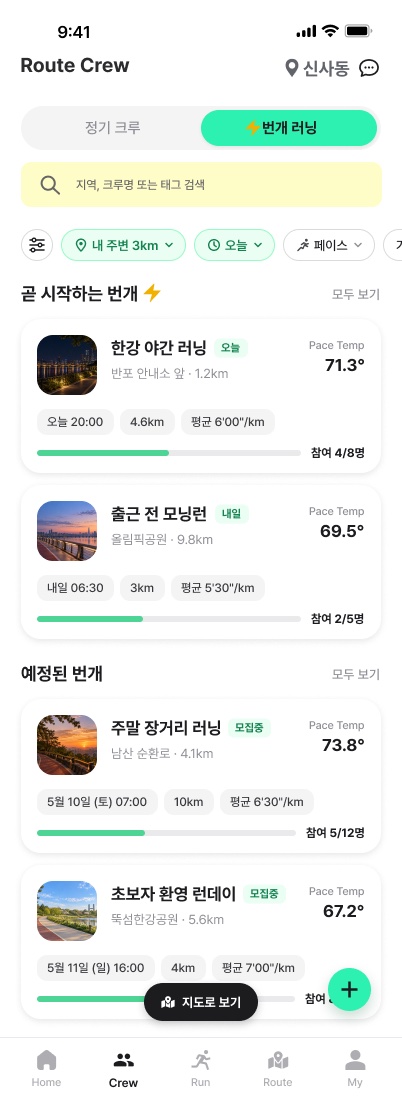 9:41
Route Crew
신사동
정기 크루
⚡번개 러닝
지역, 크루명 또는 태그 검색
내 주변 3km
오늘
페이스
곧 시작하는 번개 ⚡
모두 보기
한강 야간 러닝
오늘
Pace Temp
반포 안내소 앞 · 1.2km
71.3°
오늘 20:00
4.6km
평균 6'00"/km
참여 4/8명
출근 전 모닝런
내일
Pace Temp
올림픽공원 · 9.8km
69.5°
내일 06:30
3km
평균 5'30"/km
참여 2/5명
예정된 번개
모두 보기
주말 장거리 러닝
모집중
Pace Temp
남산 순환로 · 4.1km
73.8°
5월 10일 (토) 07:00
10km
평균 6'30"/km
참여 5/12명
초보자 환영 런데이
모집중
Pace Temp
뚝섬한강공원 · 5.6km
67.2°
5월 11일 (일) 16:00
4km
평균 7'00"/km
참여
지도로 보기
Home
Crew
Run
Route
My